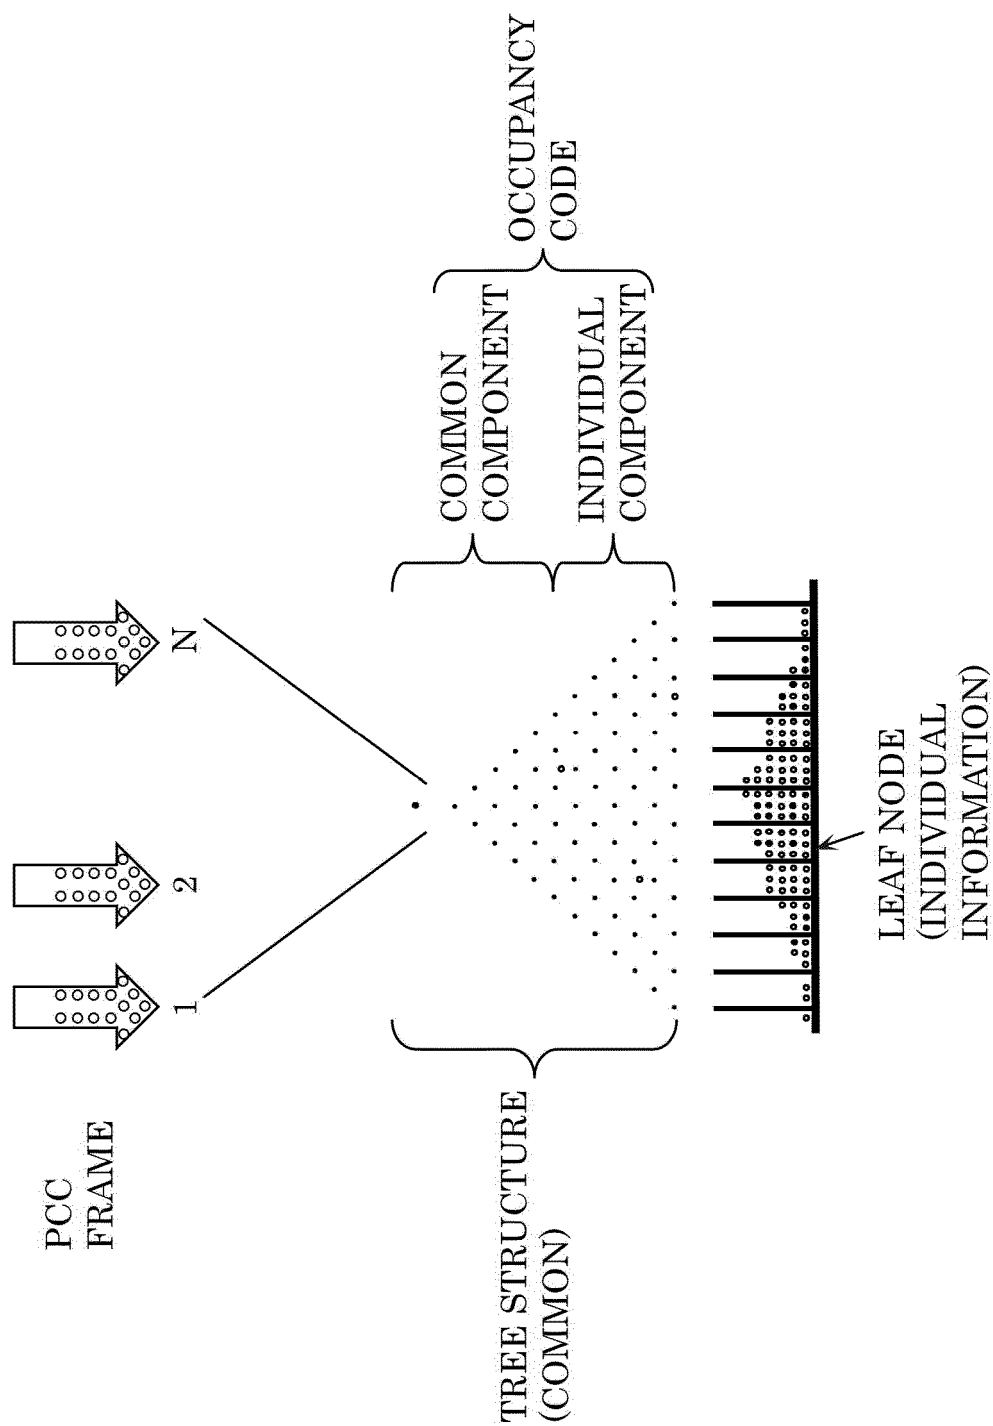 PCC
FRAME
1
2
N
TREE STRUCTURE
(COMMON)
COMMON
COMPONENT
INDIVIDUAL
COMPONENT
OCCUPANCY
CODE
LEAF NODE
(INDIVIDUAL
INFORMATION)